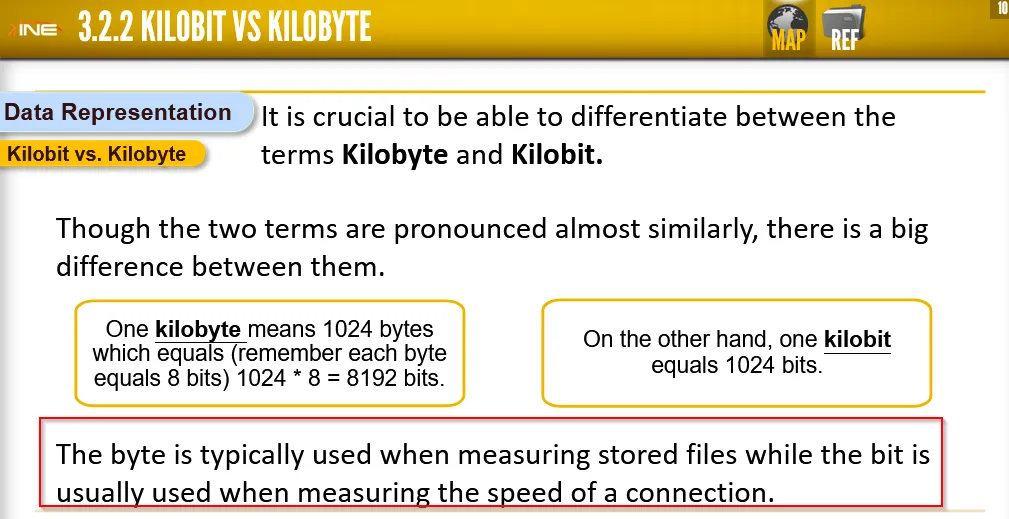 INE 3.2.2 KILOBIT VS KILOBYTE
MAP REF 10
Data Representation
Kilobit vs. Kilobyte
It is crucial to be able to differentiate between the
terms Kilobyte and Kilobit.
Though the two terms are pronounced almost similarly, there is a big
difference between them.
One kilobyte means 1024 bytes
which equals (remember each byte
equals 8 bits) 1024 * 8 = 8192 bits.
On the other hand, one kilobit
equals 1024 bits.
The byte is typically used when measuring stored files while the bit is
usually used when measuring the speed of a connection.